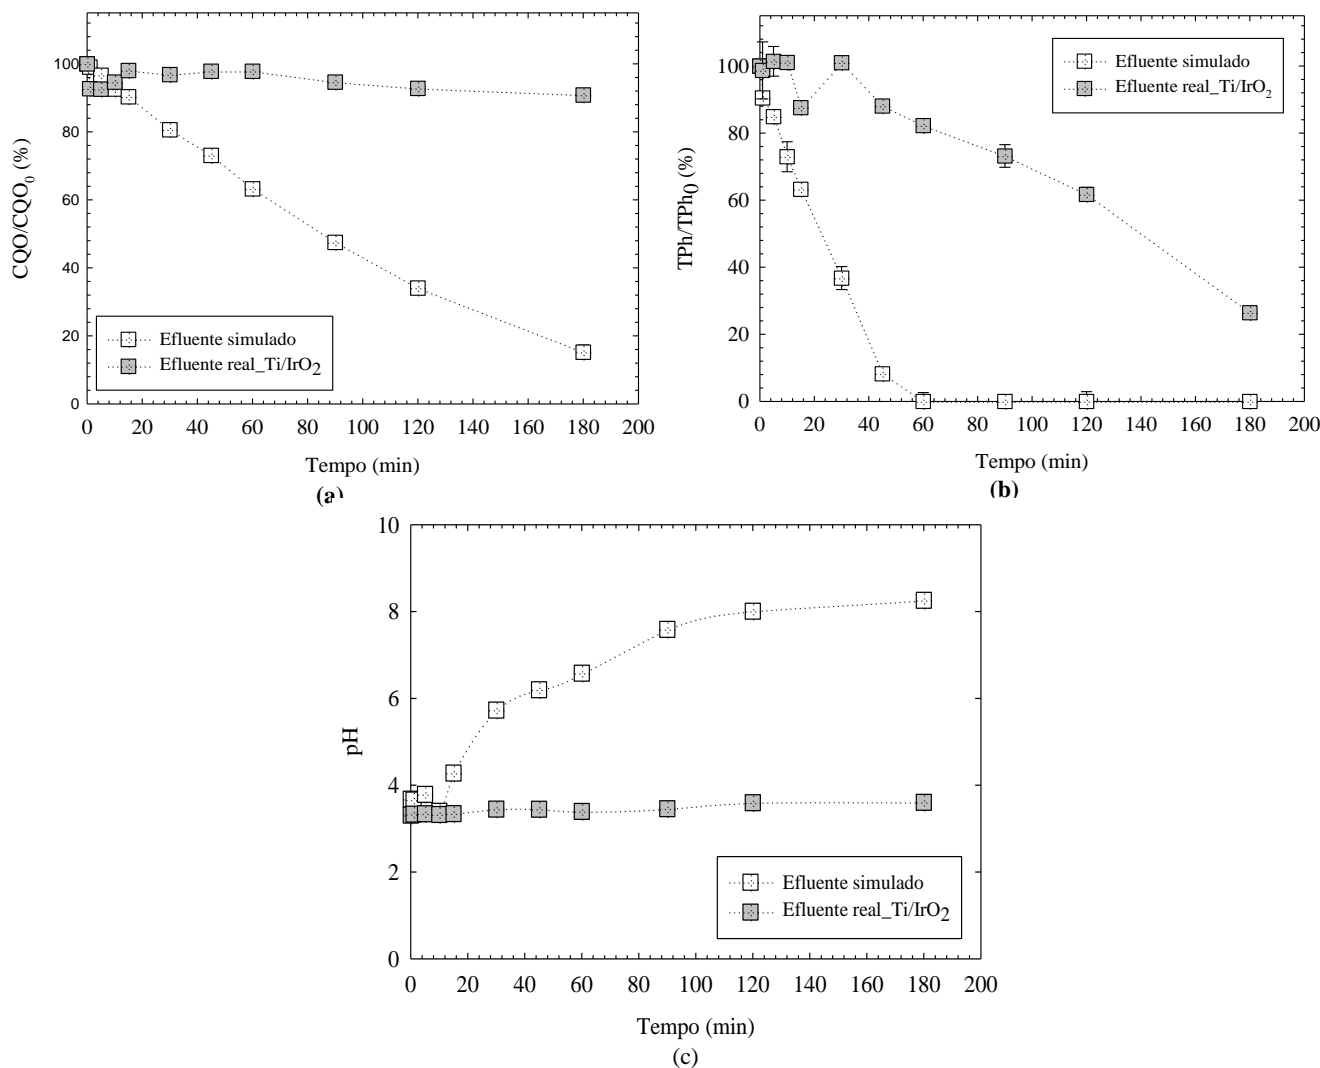 CQO/CQO0 (%)
100
80
60
40
20
0
Efluente simulado
Efluente real_Ti/IrO2
0 20 40 60 80 100 120 140 160 180 200
Tempo (min)
(a)
TPh/TPh0 (%)
100
80
60
40
20
0
Efluente simulado
Efluente real_Ti/IrO2
0 20 40 60 80 100 120 140 160 180 200
Tempo (min)
(b)
pH
10
8
6
4
2
0
Efluente simulado
Efluente real_Ti/IrO2
0 20 40 60 80 100 120 140 160 180 200
Tempo (min)
(c)